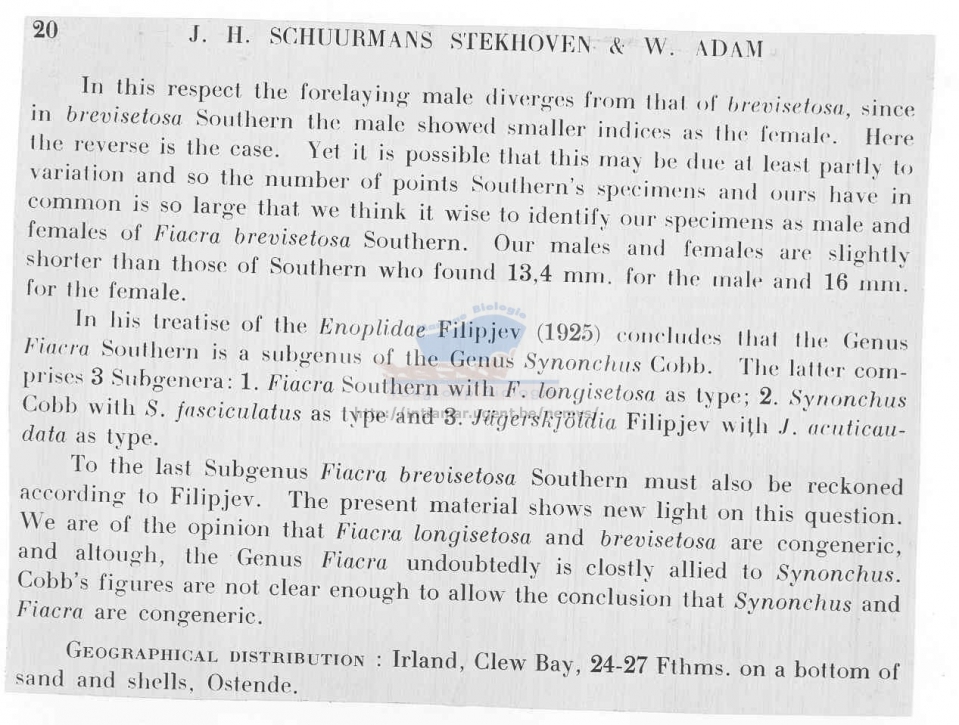 20
J. H. SCHUURMANS STEKHOVEN & W. ADAM
In this respect the forelaying male diverges from that of brevisetosa, since
in brevisetosa Southern the male showed smaller indices as the female. Here
the reverse is the case. Yet it is possible that this may be due at least partly to
variation and so the number of points Southern's specimens and ours have in
common is so large that we think it wise to identify our specimens as male and
females of Fiacra brevisetosa Southern. Our males and females are slightly
shorter than those of Southern who found 13,4 mm. for the male and 16 mm.
for the female.
In his treatise of the Enoplidae Filipjev (1925) concludes that the Genus
Fiacra Southern is a subgenus of the Genus Synonchus Cobb. The latter com-
prises 3 Subgenera: 1. Fiacra Southern with F. longisetosa as type; 2. Synonchus
Cobb with S. fasciculatus as type and 3. Jägerskjöldia Filipjev with J. acuticau-
data as type.
To the last Subgenus Fiacra brevisetosa Southern must also be reckoned
according to Filipjev. The present material shows new light on this question.
We are of the opinion that Fiacra longisetosa and brevisetosa are congeneric,
and altough, the Genus Fiacra undoubtedly is clostly allied to Synonchus.
Cobb's figures are not clear enough to allow the conclusion that Synonchus and
Fiacra are congeneric.
GEOGRAPHICAL DISTRIBUTION : Irland, Clew Bay, 24-27 Fthms. on a bottom of
sand and shells, Ostende.